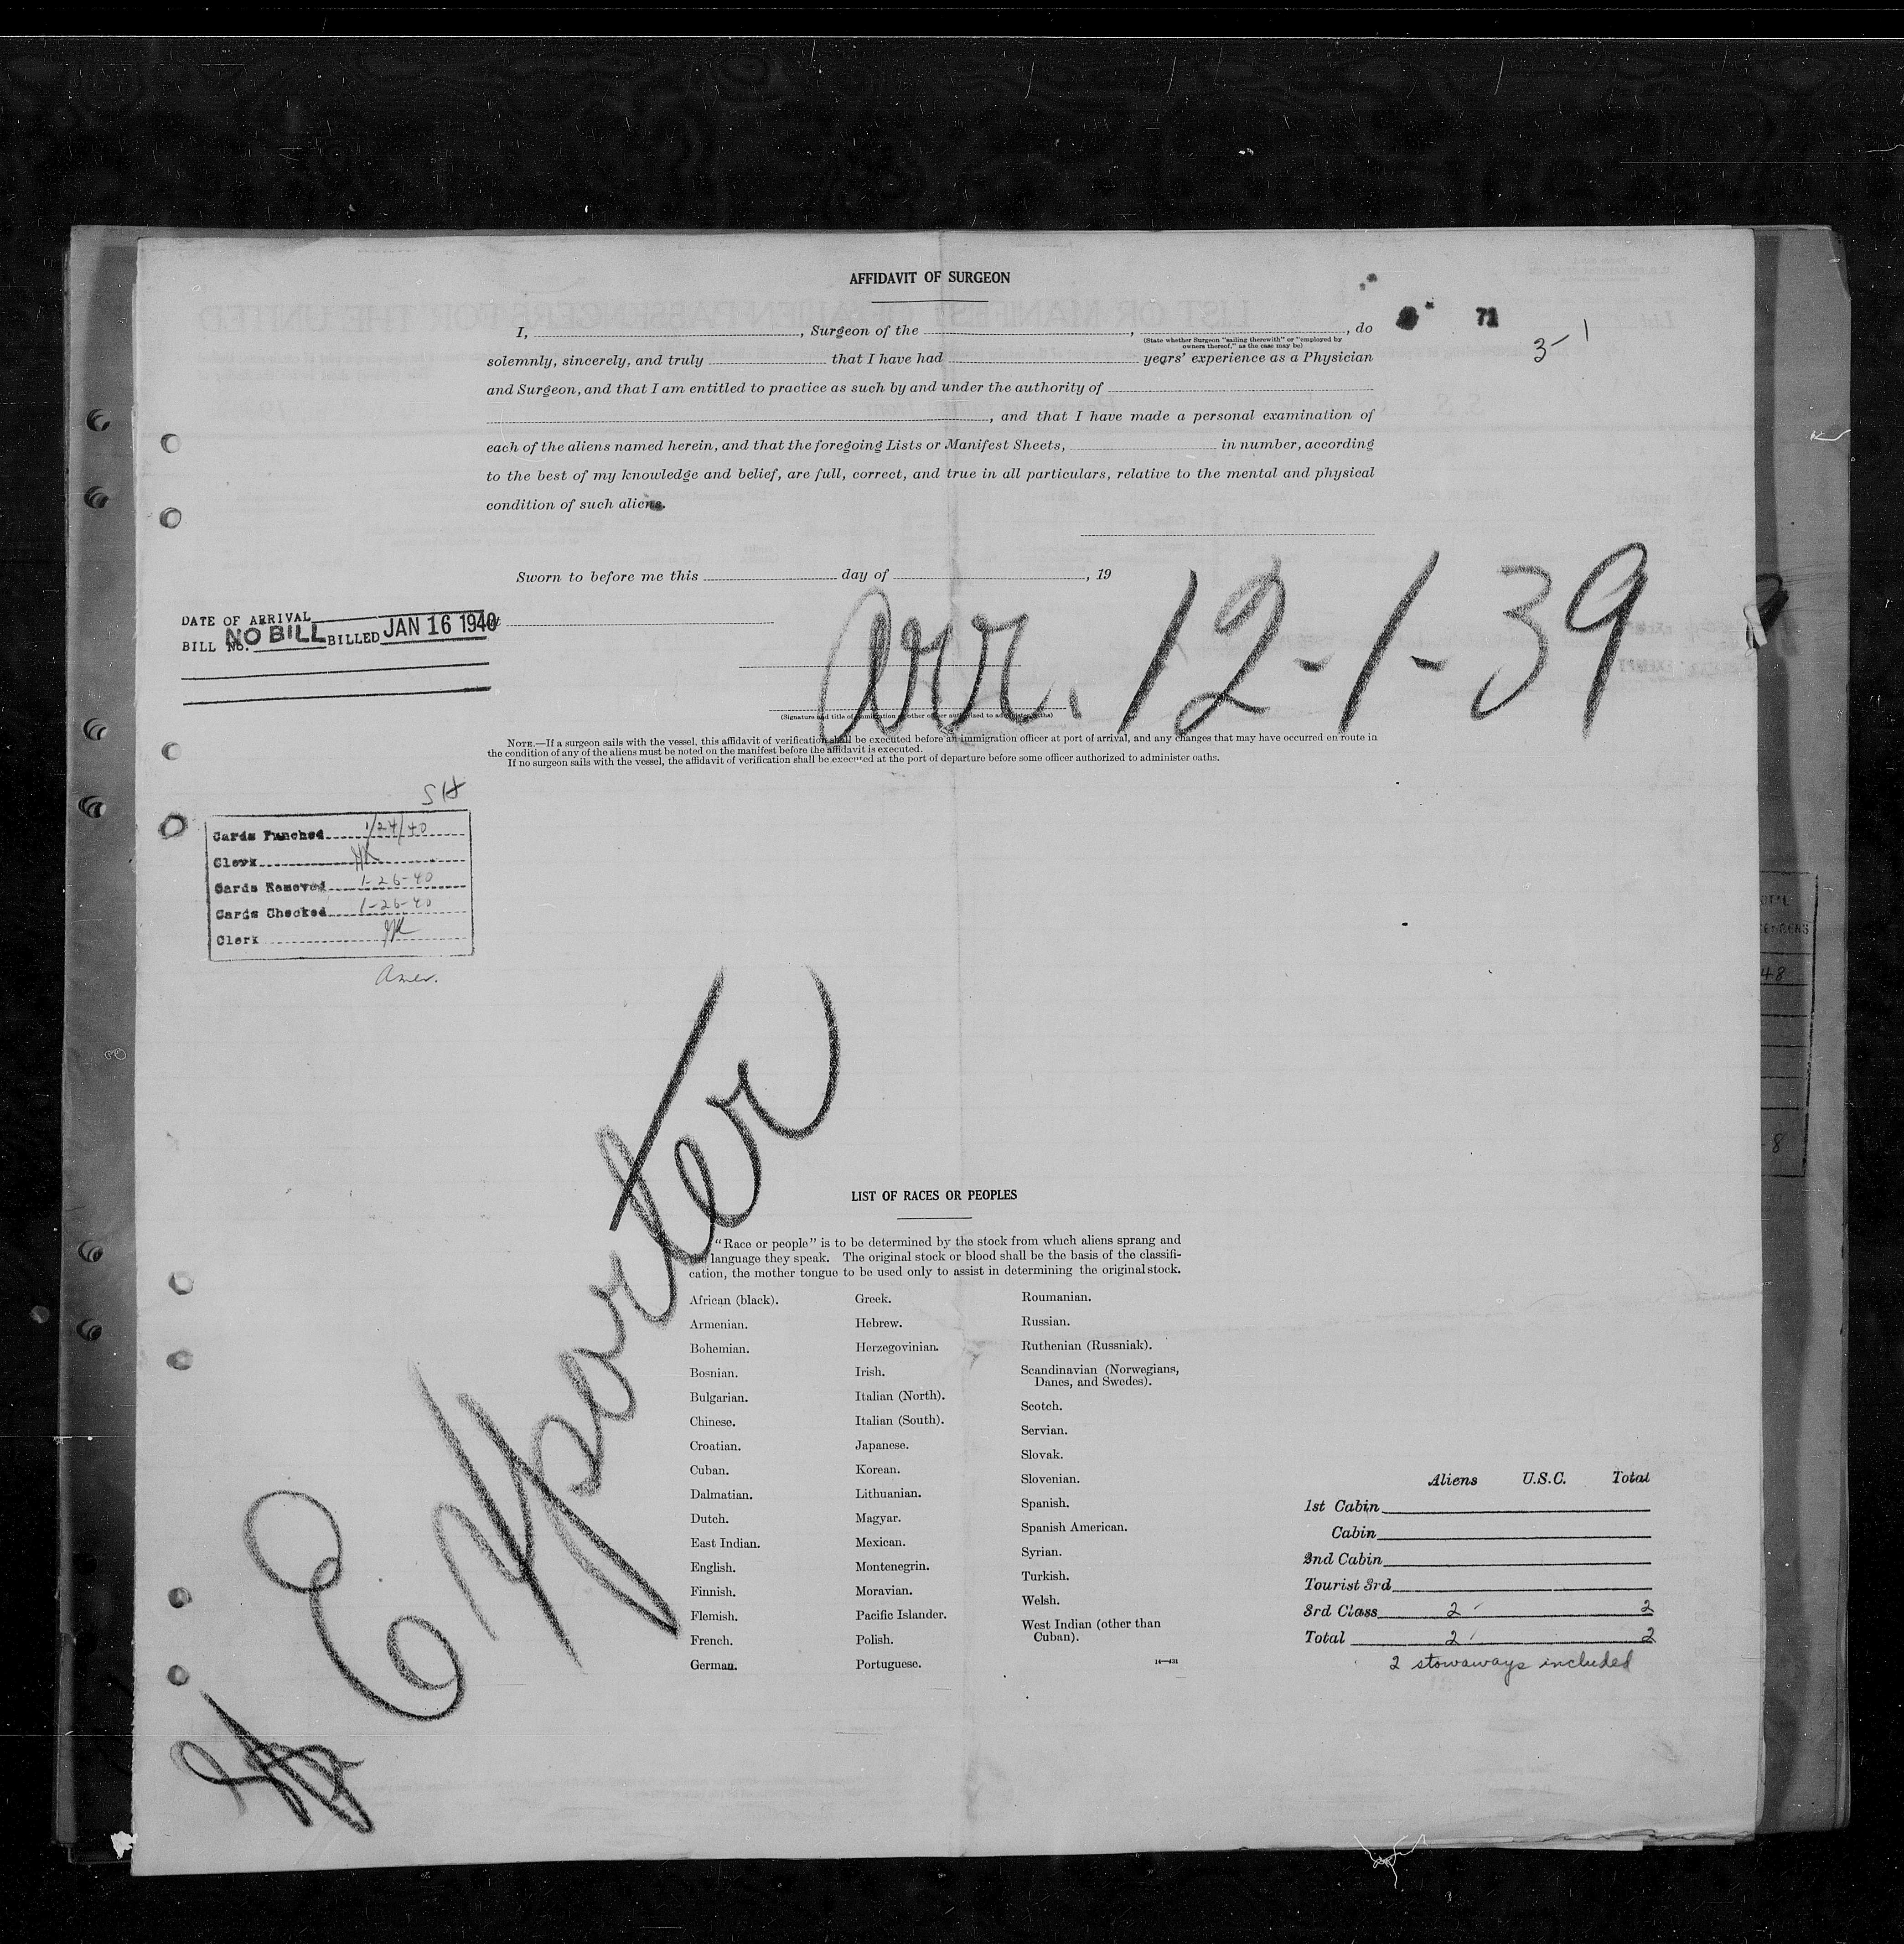 AFFIDAVIT OF SURGEON
71
3- 1
I, , Surgeon of the , , do
(State whether Surgeon "sailing therewith" or "employed by
owners thereof," as the case may be)
solemnly, sincerely, and truly that I have had years' experience as a Physician
and Surgeon, and that I am entitled to practice as such by and under the authority of
, and that I have made a personal examination of
each of the aliens named herein, and that the foregoing Lists or Manifest Sheets, in number, according
to the best of my knowledge and belief, are full, correct, and true in all particulars, relative to the mental and physical
condition of such aliens.
Sworn to before me this day of , 19
arr. 12-1-39
DATE OF ARRIVAL
BILL No. NO BILL BILLED JAN 16 1940
(Signature and title of immigration or other officer authorized to administer oaths)
NOTE.—If a surgeon sails with the vessel, this affidavit of verification shall be executed before an immigration officer at port of arrival, and any changes that may have occurred en route in
the condition of any of the aliens must be noted on the manifest before the affidavit is executed.
If no surgeon sails with the vessel, the affidavit of verification shall be executed at the port of departure before some officer authorized to administer oaths.
SH
Cards Punched 1/24/40
Clerk HK
Cards Removed 1-26-40
Cards Checked 1-26-40
Clerk
Amer.
Exporter
LIST OF RACES OR PEOPLES
"Race or people" is to be determined by the stock from which aliens sprang and
the language they speak. The original stock or blood shall be the basis of the classifi-
cation, the mother tongue to be used only to assist in determining the original stock.
African (black).
Armenian.
Bohemian.
Bosnian.
Bulgarian.
Chinese.
Croatian.
Cuban.
Dalmatian.
Dutch.
East Indian.
English.
Finnish.
Flemish.
French.
German.
Greek.
Hebrew.
Herzegovinian.
Irish.
Italian (North).
Italian (South).
Japanese.
Korean.
Lithuanian.
Magyar.
Mexican.
Montenegrin.
Moravian.
Pacific Islander.
Polish.
Portuguese.
Roumanian.
Russian.
Ruthenian (Russniak).
Scandinavian (Norwegians,
Danes, and Swedes).
Scotch.
Servian.
Slovak.
Slovenian.
Spanish.
Spanish American.
Syrian.
Turkish.
Welsh.
West Indian (other than
Cuban).
14—431
Aliens U.S.C. Total
1st Cabin
Cabin
2nd Cabin
Tourist 3rd
3rd Class 2 2
Total 2 2
2 stowaways included
48
-8